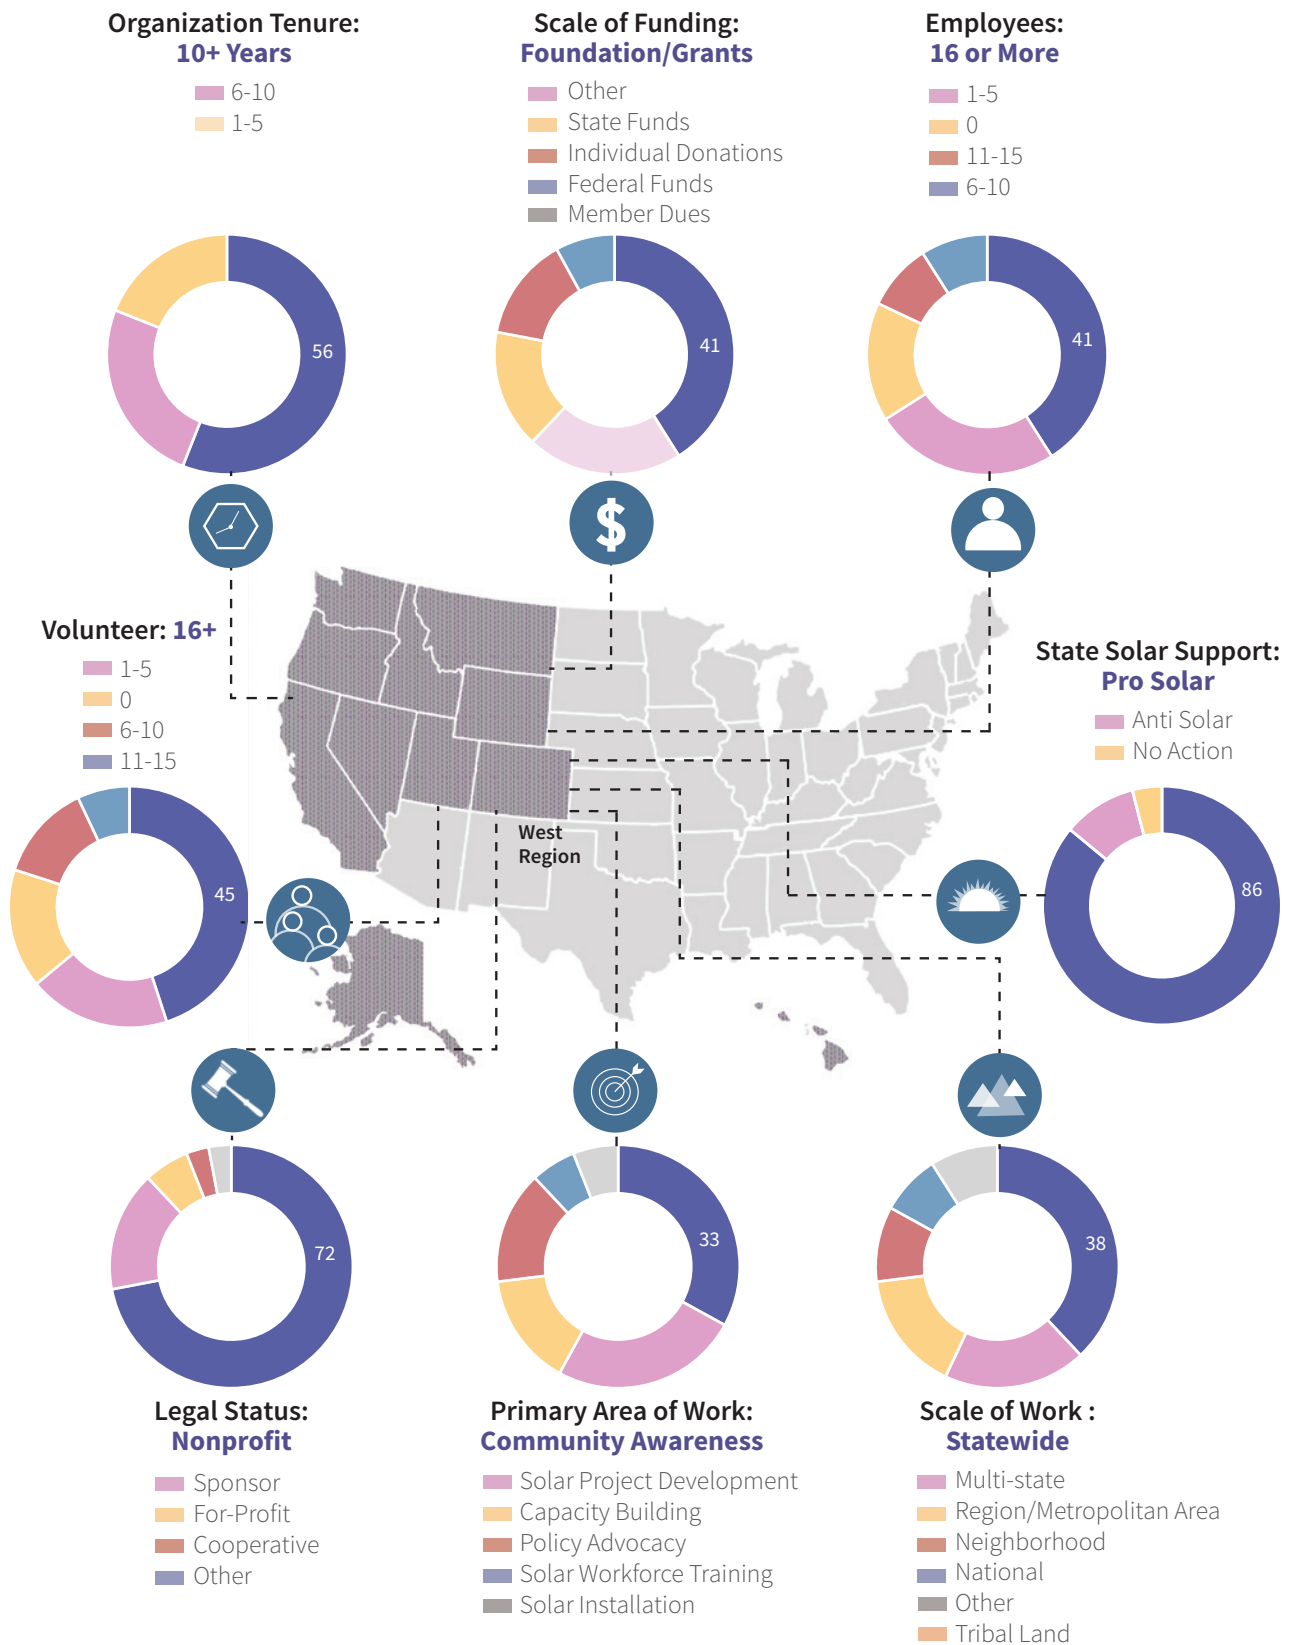 Organization Tenure:
10+ Years
6-10
1-5
56
Scale of Funding:
Foundation/Grants
Other
State Funds
Individual Donations
Federal Funds
Member Dues
41
Employees:
16 or More
1-5
0
11-15
6-10
41
$
Volunteer: 16+
1-5
0
6-10
11-15
45
State Solar Support:
Pro Solar
Anti Solar
No Action
86
West
Region
72
Legal Status:
Nonprofit
Sponsor
For-Profit
Cooperative
Other
33
Primary Area of Work:
Community Awareness
Solar Project Development
Capacity Building
Policy Advocacy
Solar Workforce Training
Solar Installation
38
Scale of Work :
Statewide
Multi-state
Region/Metropolitan Area
Neighborhood
National
Other
Tribal Land